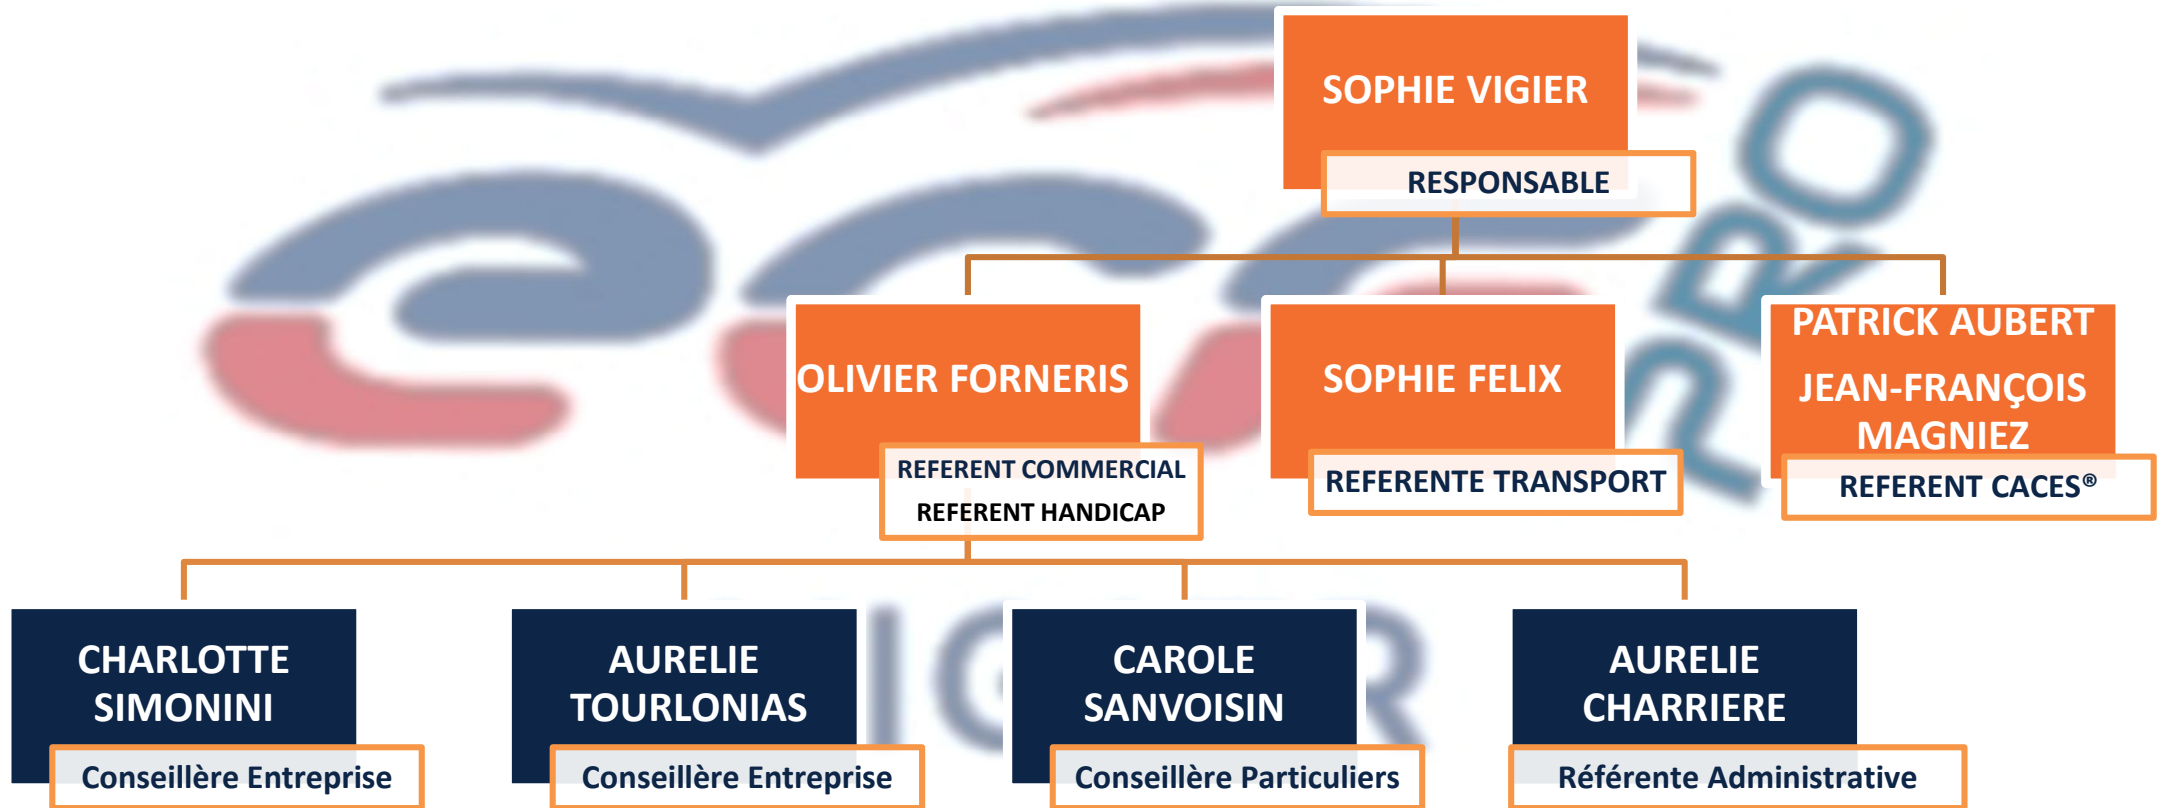 SOPHIE VIGIER
RESPONSABLE
OLIVIER FORNERIS
REFERENT COMMERCIAL
REFERENT HANDICAP
SOPHIE FELIX
REFERENTE TRANSPORT
PATRICK AUBERT
JEAN-FRANÇOIS
MAGNIEZ
REFERENT CACES®
CHARLOTTE
SIMONINI
Conseillère Entreprise
AURELIE
TOURLONIAS
Conseillère Entreprise
CAROLE
SANVOISIN
Conseillère Particuliers
AURELIE
CHARRIERE
Référente Administrative
PRO